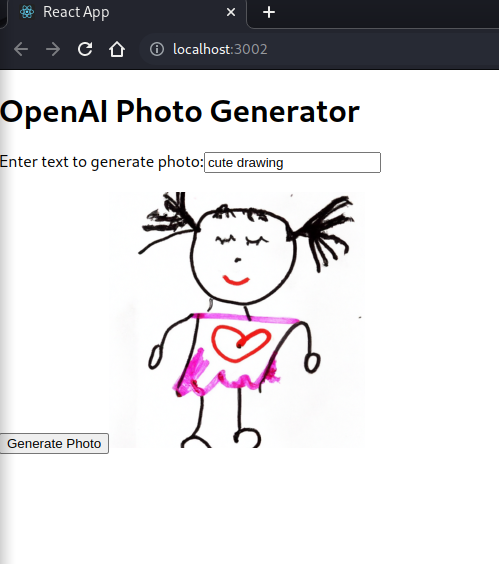 React App
localhost:3002
OpenAI Photo Generator
Enter text to generate photo: cute drawing
Generate Photo